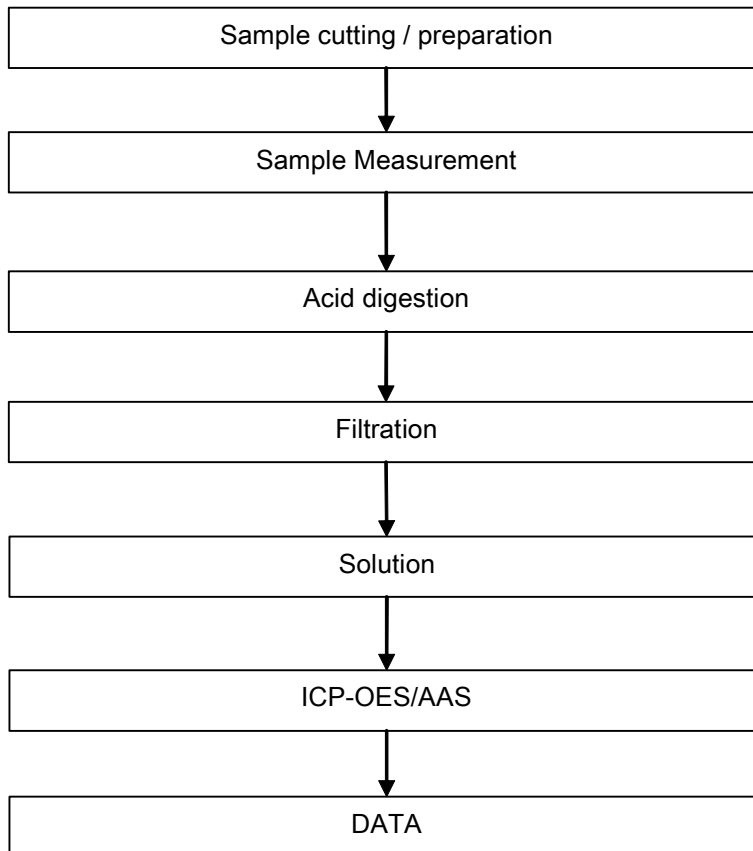 Sample cutting / preparation
Sample Measurement
Acid digestion
Filtration
Solution
ICP-OES/AAS
DATA